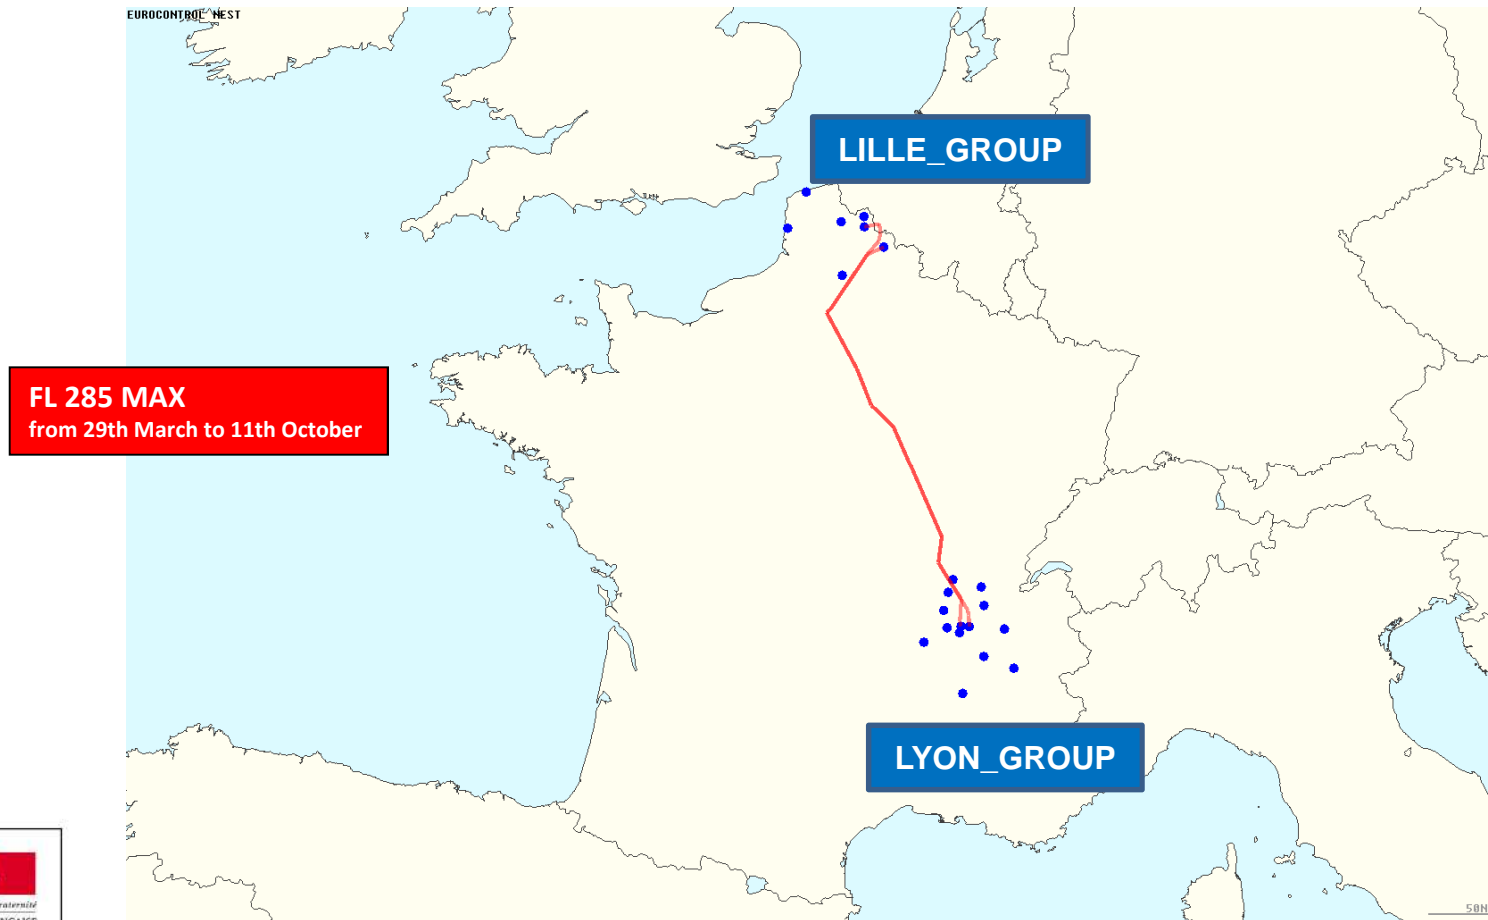 EUROCONTROL NEST
LILLE_GROUP
FL 285 MAX
from 29th March to 11th October
LYON_GROUP
50N